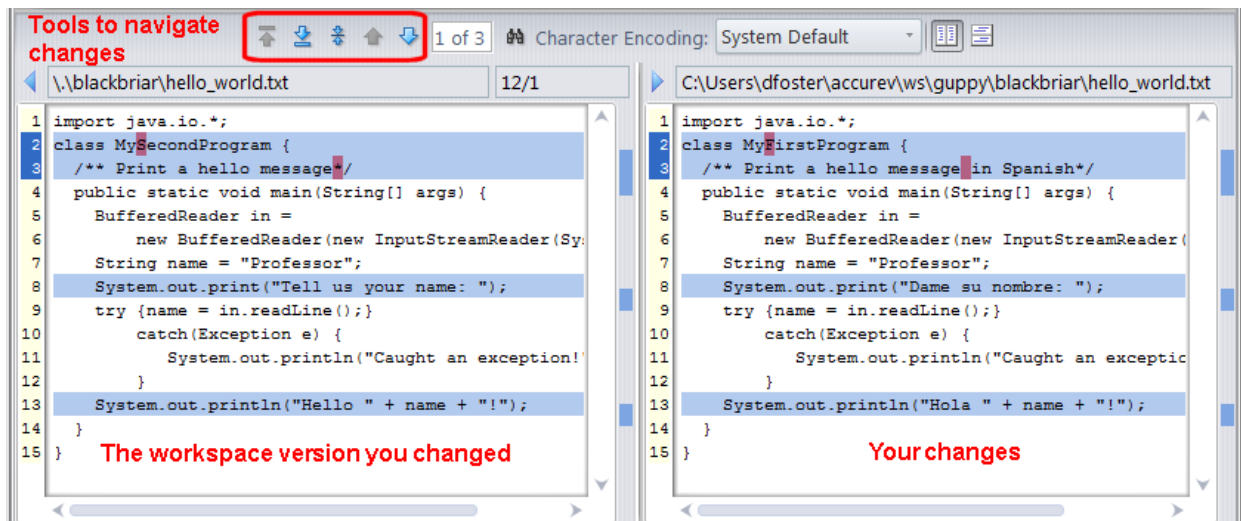 Tools to navigate
changes
1 of 3 Character Encoding: System Default
\.\blackbriar\hello_world.txt 12/1
1 import java.io.*;
2 class MySecondProgram {
3 /** Print a hello message*/
4 public static void main(String[] args) {
5 BufferedReader in =
6 new BufferedReader(new InputStreamReader(Sy
7 String name = "Professor";
8 System.out.print("Tell us your name: ");
9 try {name = in.readLine();}
10 catch(Exception e) {
11 System.out.println("Caught an exception!
12 }
13 System.out.println("Hello " + name + "!");
14 }
15 }
The workspace version you changed
C:\Users\dfoster\accurev\ws\guppy\blackbriar\hello_world.txt
1 import java.io.*;
2 class MyFirstProgram {
3 /** Print a hello message in Spanish*/
4 public static void main(String[] args) {
5 BufferedReader in =
6 new BufferedReader(new InputStreamReader(
7 String name = "Professor";
8 System.out.print("Dame su nombre: ");
9 try {name = in.readLine();}
10 catch(Exception e) {
11 System.out.println("Caught an exceptio
12 }
13 System.out.println("Hola " + name + "!");
14 }
15 }
Your changes